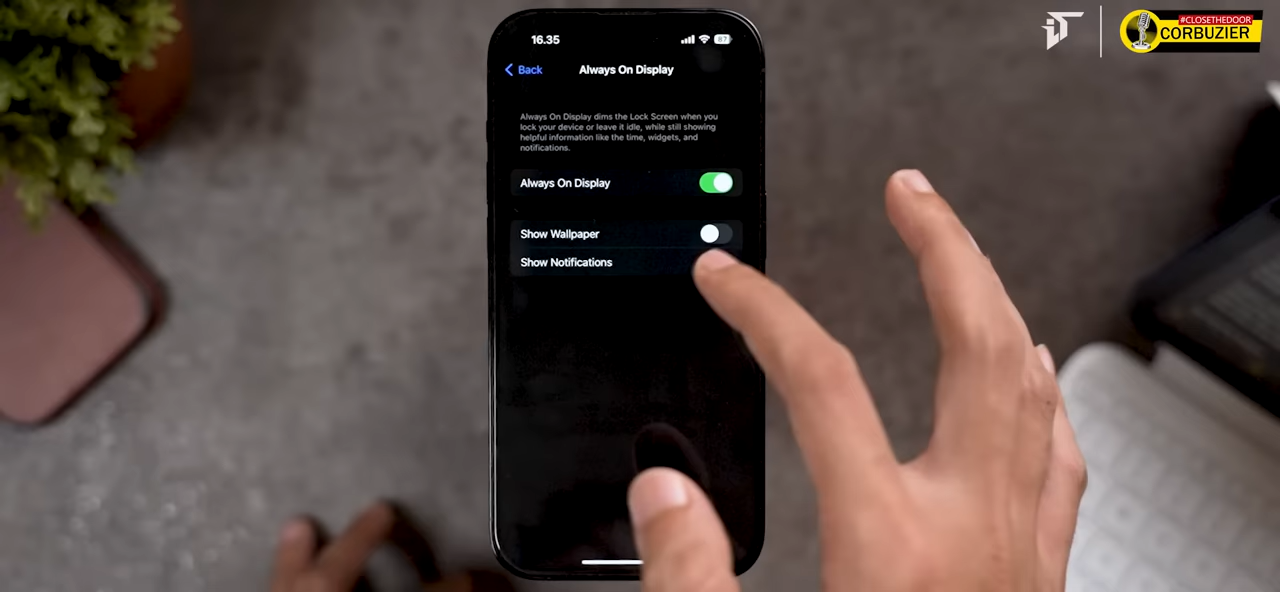 #CLOSETHEDOOR
CORBUZIER
16.35
87
Back
Always On Display
Always On Display dims the Lock Screen when you
lock your device or leave it idle, while still showing
helpful information like the time, widgets, and
notifications.
Always On Display
Show Wallpaper
Show Notifications